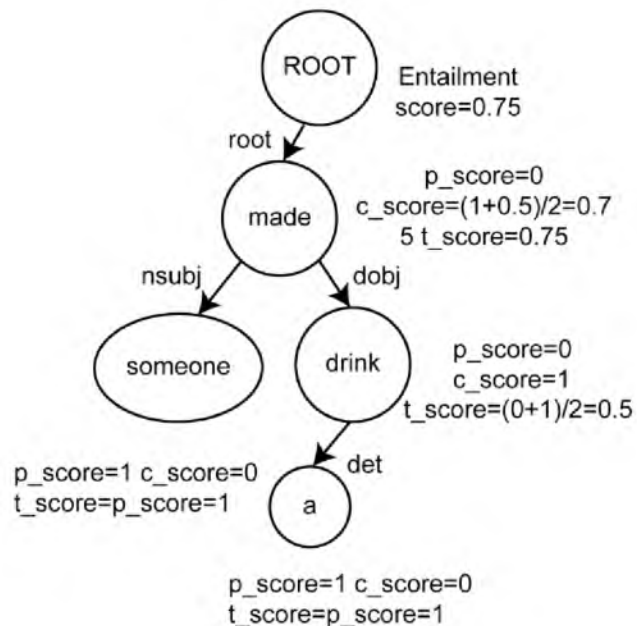 ROOT
Entailment
score=0.75
root
made
p_score=0
c_score=(1+0.5)/2=0.7
5 t_score=0.75
nsubj
dobj
someone
drink
p_score=0
c_score=1
t_score=(0+1)/2=0.5
p_score=1 c_score=0
t_score=p_score=1
det
a
p_score=1 c_score=0
t_score=p_score=1